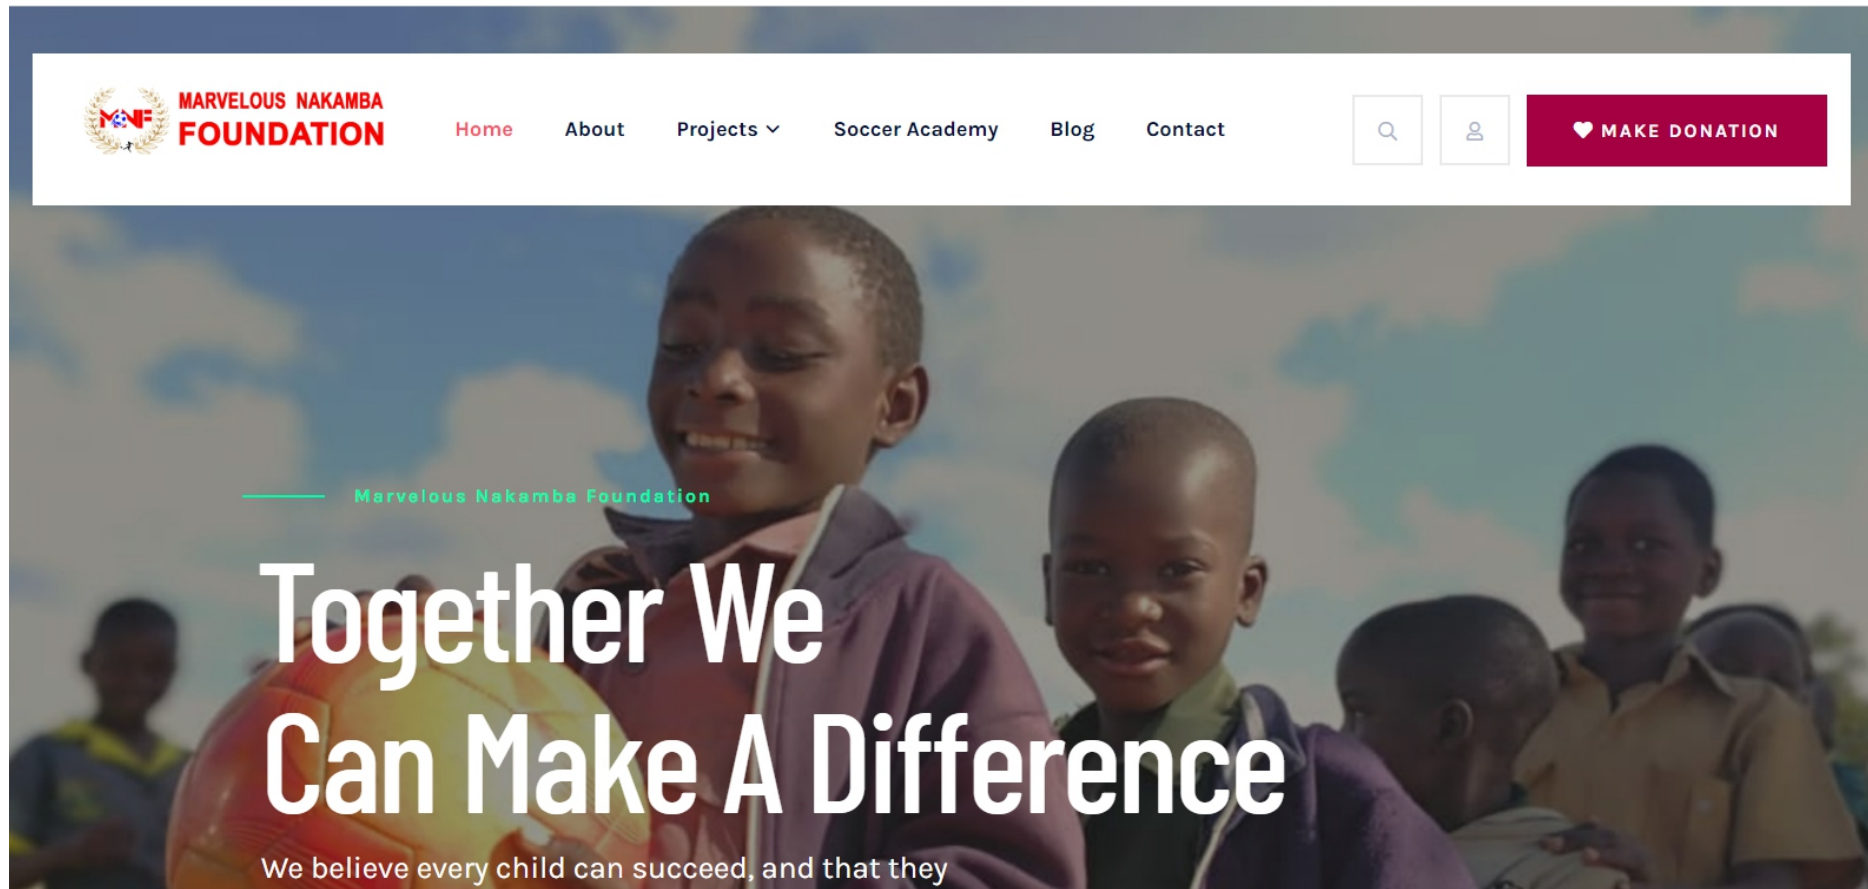 MNF
MARVELOUS NAKAMBA
FOUNDATION
Home
About
Projects
Soccer Academy
Blog
Contact
MAKE DONATION
Marvelous Nakamba Foundation
Together We
Can Make A Difference
We believe every child can succeed, and that they